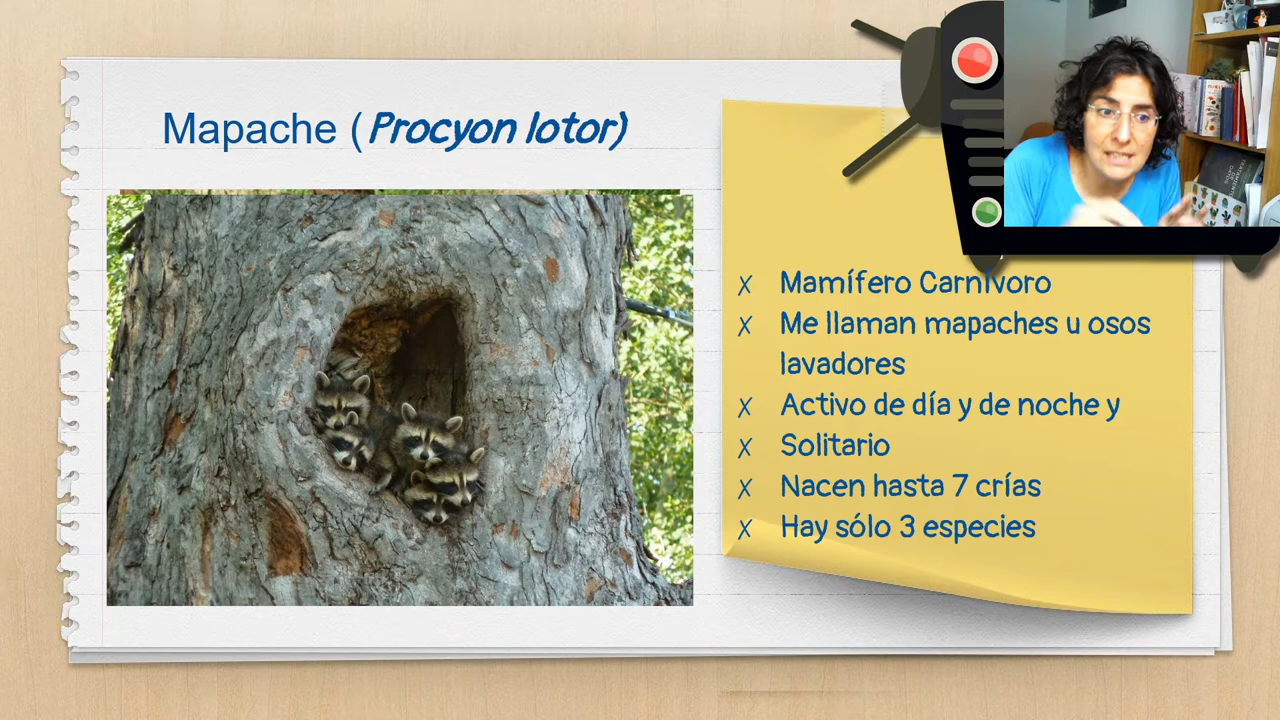 Mapache (Procyon lotor)
x Mamífero Carnívoro
x Me llaman mapaches u osos
lavadores
x Activo de día y de noche y
x Solitario
x Nacen hasta 7 crías
x Hay sólo 3 especies